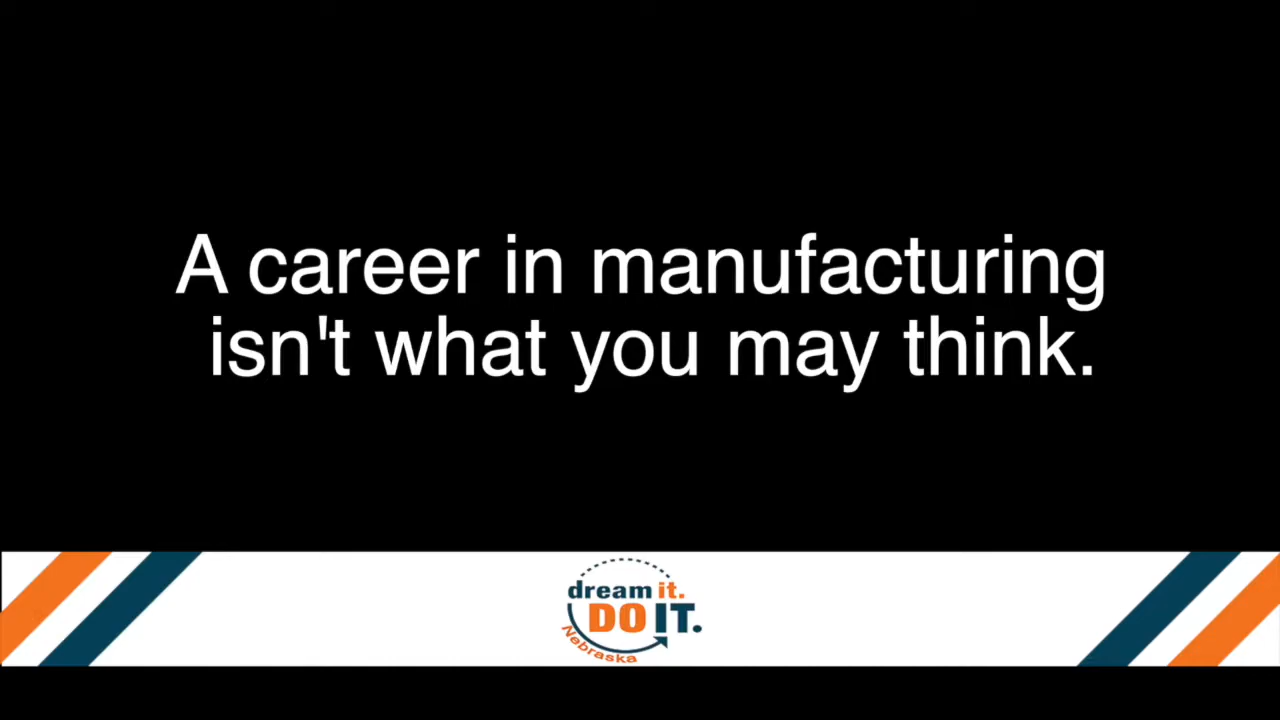 A career in manufacturing
isn't what you may think.
dream it.
DO IT.
Nebraska